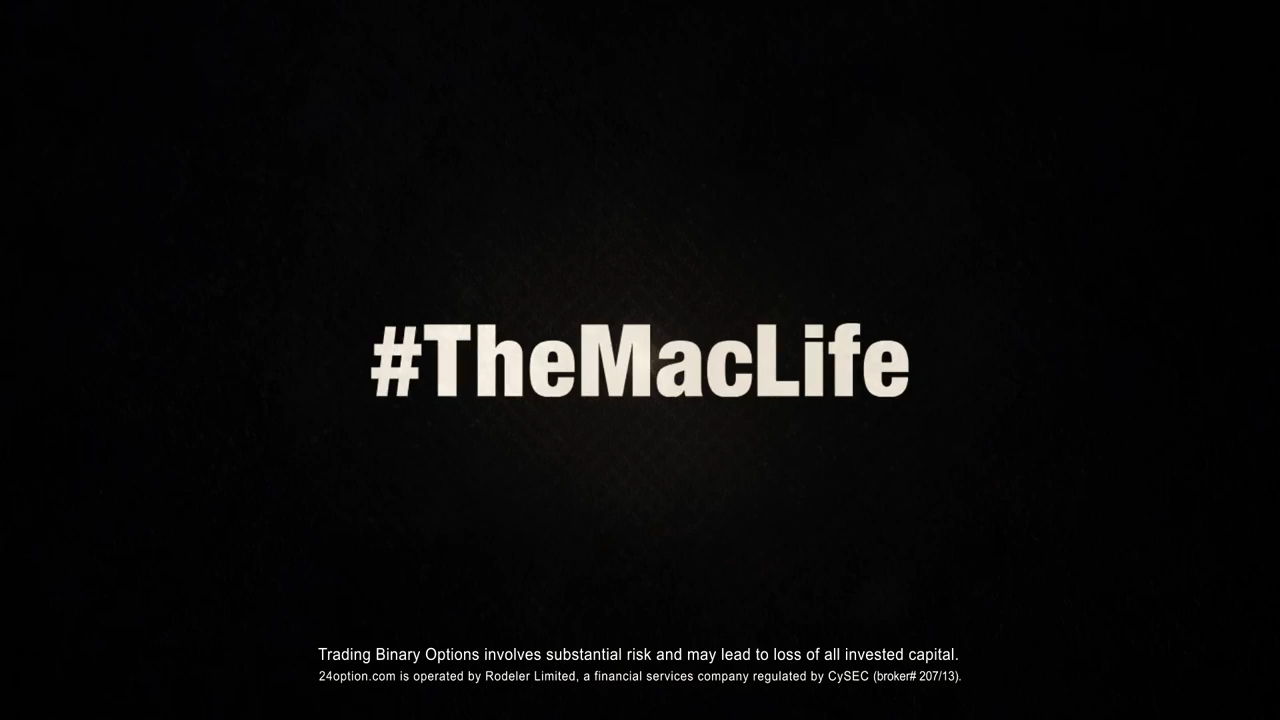 #TheMacLife
Trading Binary Options involves substantial risk and may lead to loss of all invested capital.
24option.com is operated by Rodeler Limited, a financial services company regulated by CySEC (broker# 207/13).